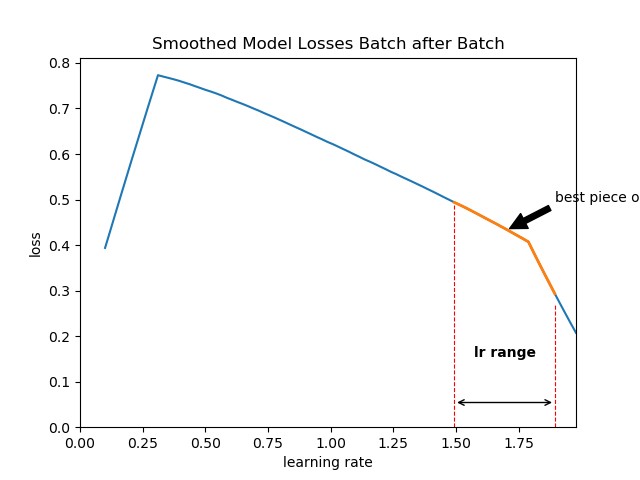 Smoothed Model Losses Batch after Batch
0.8
0.7
0.6
0.5
0.4
0.3
0.2
0.1
0.0
loss
best piece o
lr range
0.00 0.25 0.50 0.75 1.00 1.25 1.50 1.75
learning rate